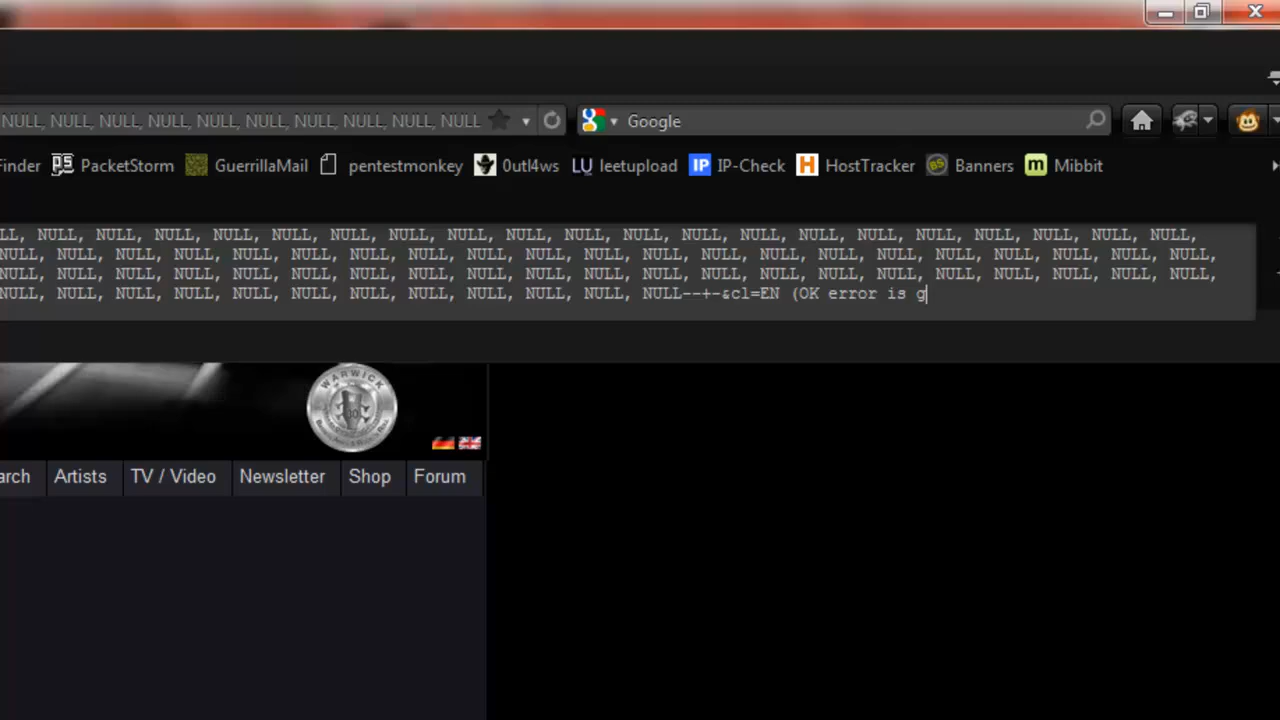 NULL, NULL, NULL, NULL, NULL, NULL, NULL, NULL, NULL, NULL
Google
Finder PacketStorm GuerrillaMail pentestmonkey 0utl4ws LU leetupload IP IP-Check H HostTracker BS Banners m Mibbit
LL, NULL, NULL, NULL, NULL, NULL, NULL, NULL, NULL, NULL, NULL, NULL, NULL, NULL, NULL, NULL, NULL, NULL, NULL, NULL, NULL,
NULL, NULL, NULL, NULL, NULL, NULL, NULL, NULL, NULL, NULL, NULL, NULL, NULL, NULL, NULL, NULL, NULL, NULL, NULL, NULL, NULL,
NULL, NULL, NULL, NULL, NULL, NULL, NULL, NULL, NULL, NULL, NULL, NULL, NULL, NULL, NULL, NULL, NULL, NULL, NULL, NULL, NULL,
NULL, NULL, NULL, NULL, NULL, NULL, NULL, NULL, NULL, NULL, NULL, NULL--+-&cl=EN (OK error is g
WARWICK
arch Artists TV / Video Newsletter Shop Forum